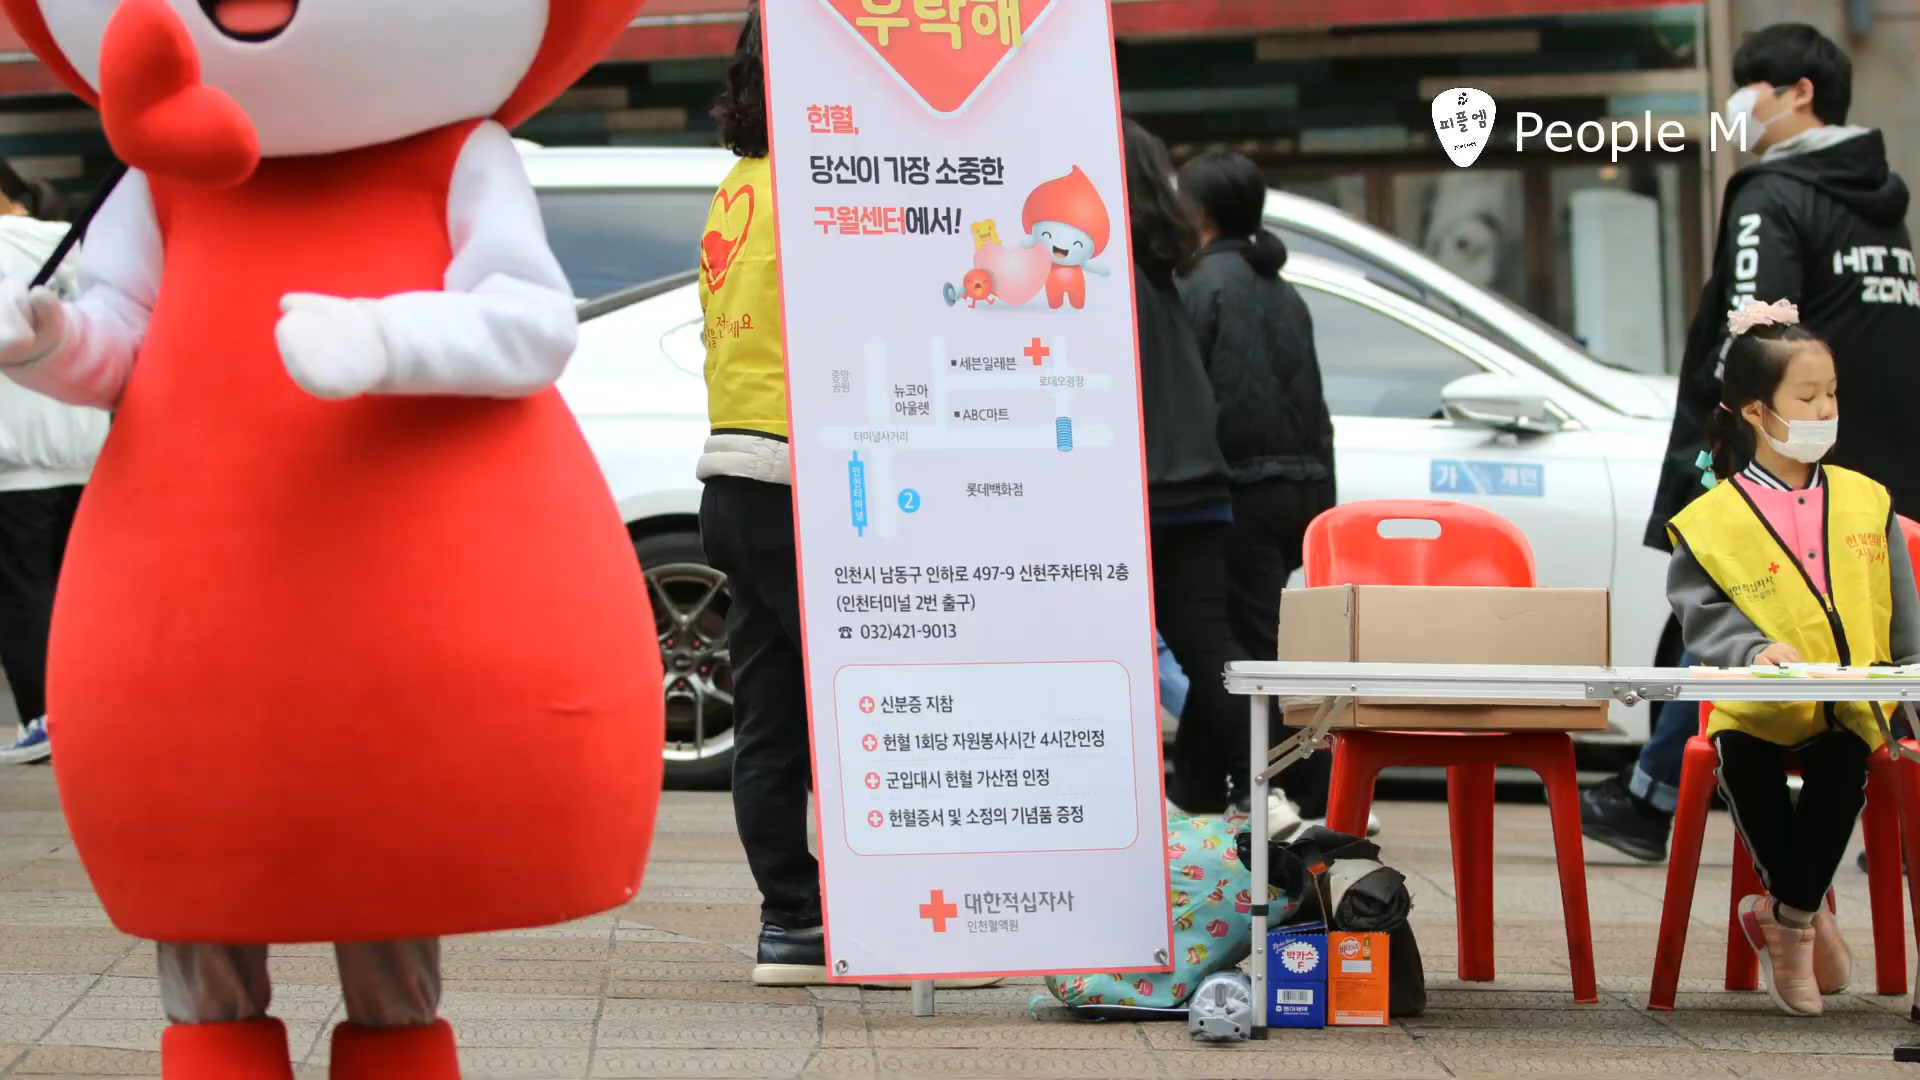 부탁해
헌혈,
당신이 가장 소중한
구월센터에서!
세븐일레븐
중앙
공원
로데오광장
뉴코아
아울렛
ABC마트
터미널사거리
인천터미널
2
롯데백화점
인천시 남동구 인하로 497-9 신현주차타워 2층
(인천터미널 2번 출구)
☎ 032)421-9013
신분증 지참
헌혈 1회당 자원봉사시간 4시간인정
군입대시 헌혈 가산점 인정
헌혈증서 및 소정의 기념품 증정
대한적십자사
인천혈액원
피플엠
People M
HIT T
ZON
가 개인
박카스
F
동아제약